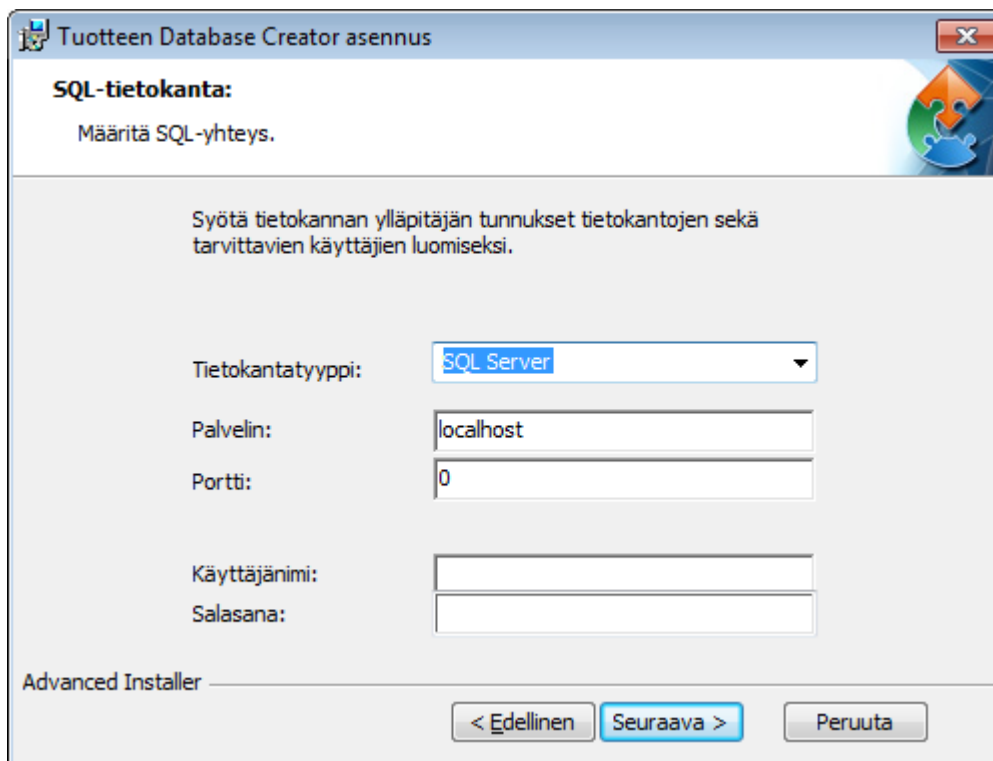 Tuotteen Database Creator asennus
SQL-tietokanta:
Määritä SQL-yhteys.
Syötä tietokannan ylläpitäjän tunnukset tietokantojen sekä
tarvittavien käyttäjien luomiseksi.
Tietokantatyyppi: SQL Server
Palvelin: localhost
Portti: 0
Käyttäjänimi:
Salasana:
Advanced Installer
< Edellinen Seuraava > Peruuta